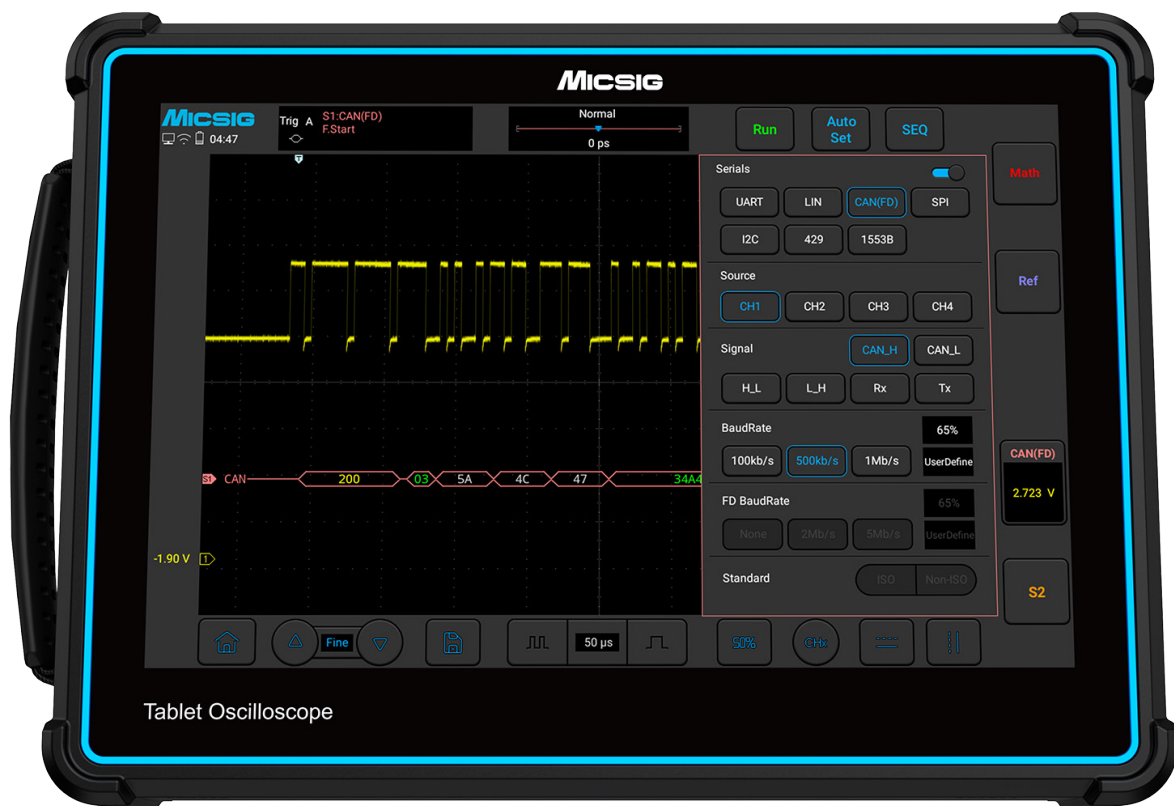 MICSIG
MICSIG
04:47
Trig A S1:CAN(FD)
F.Start
Normal
0 ps
Run
Auto
Set
SEQ
Math
Ref
T
Serials
UART LIN CAN(FD) SPI
I2C 429 1553B
Source
CH1 CH2 CH3 CH4
Signal CAN_H CAN_L
H_L L_H Rx Tx
BaudRate 65%
100kb/s 500kb/s 1Mb/s UserDefine
FD BaudRate 65%
None 2Mb/s 5Mb/s UserDefine
Standard ISO Non-ISO
S1 CAN 200 03 5A 4C 47 34A4
-1.90 V 1
CAN(FD)
2.723 V
S2
Fine
50 µs
50%
CHx
Tablet Oscilloscope